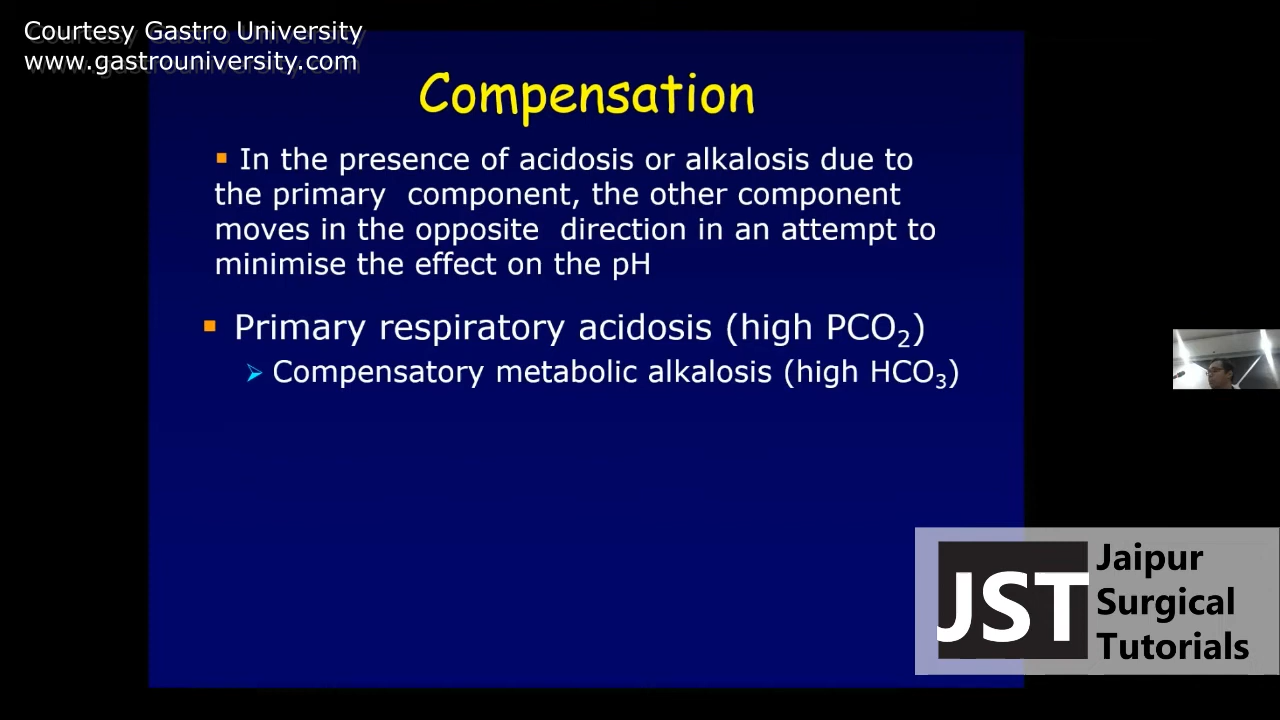 Courtesy Gastro University
www.gastrouniversity.com
Compensation
▪ In the presence of acidosis or alkalosis due to
the primary component, the other component
moves in the opposite direction in an attempt to
minimise the effect on the pH
▪ Primary respiratory acidosis (high PCO₂)
➢ Compensatory metabolic alkalosis (high HCO₃)
JST
Jaipur
Surgical
Tutorials